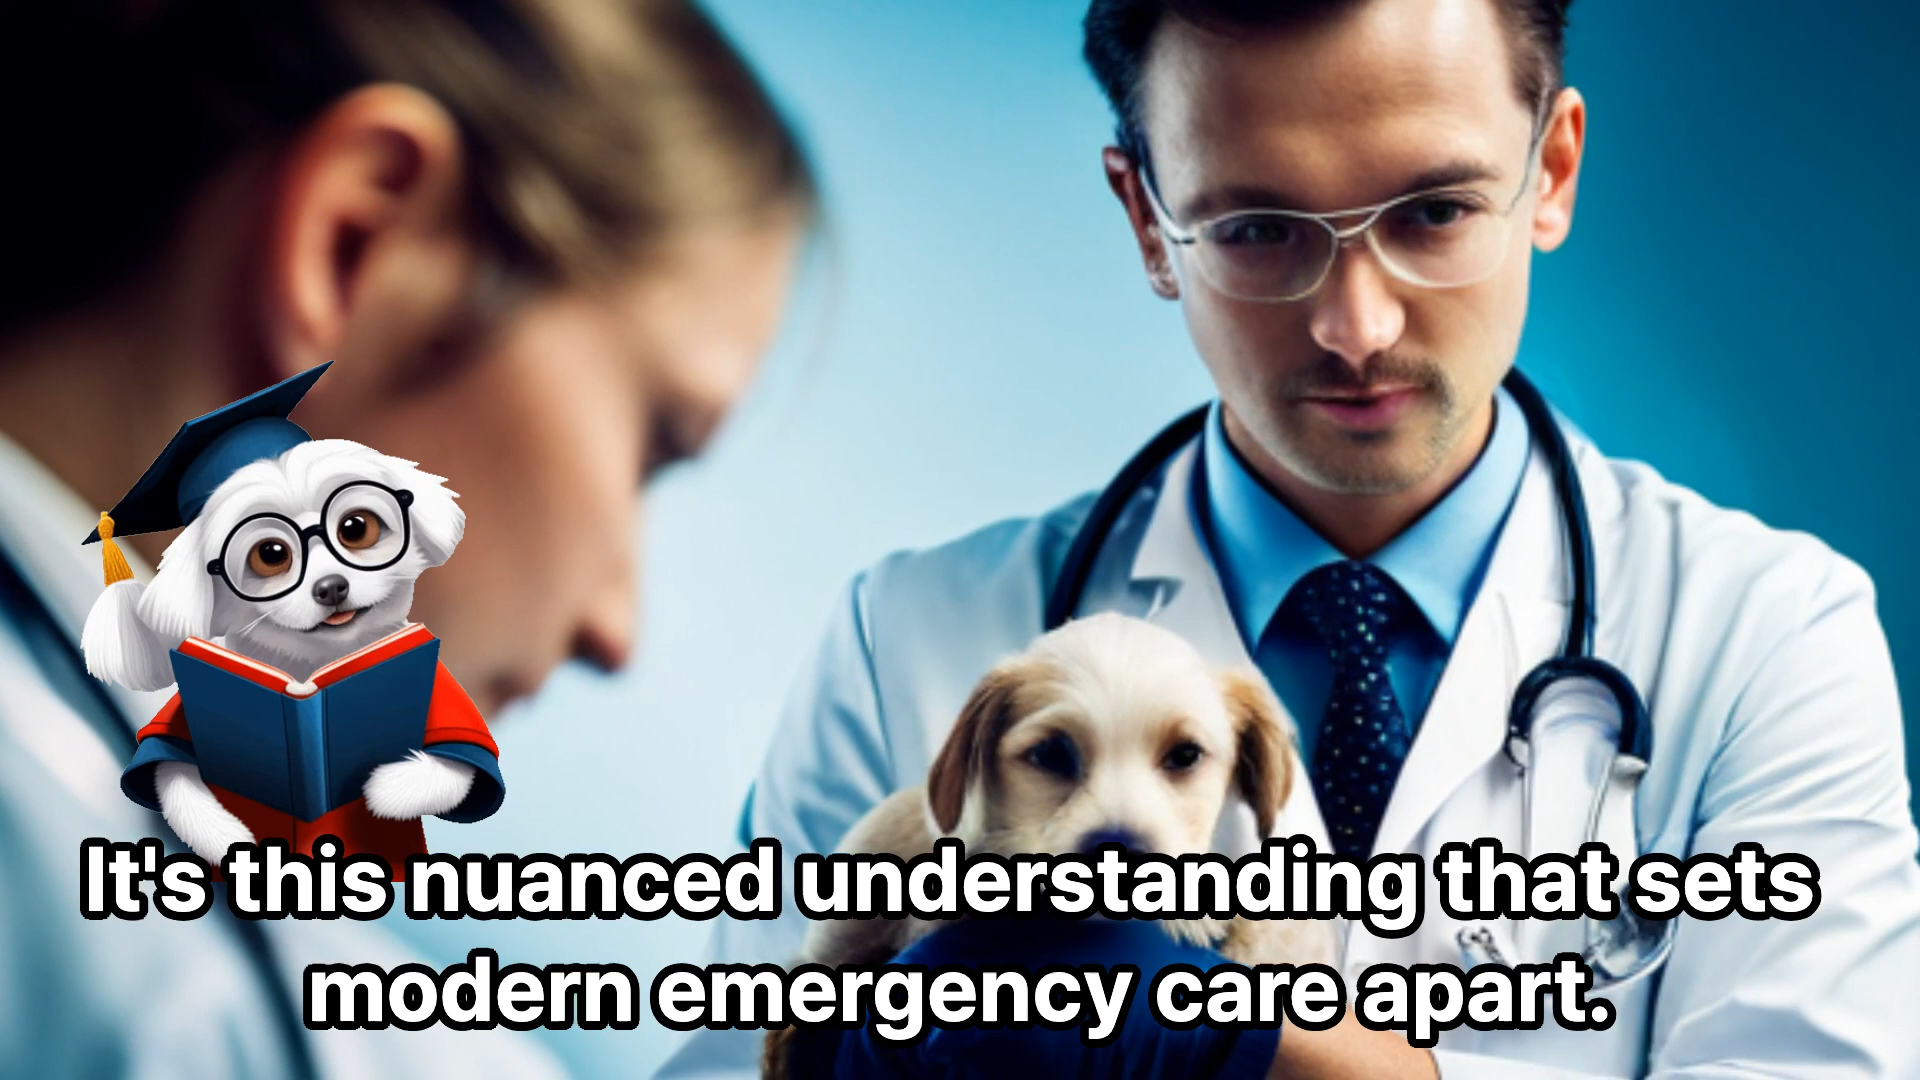 It's this nuanced understanding that sets
modern emergency care apart.